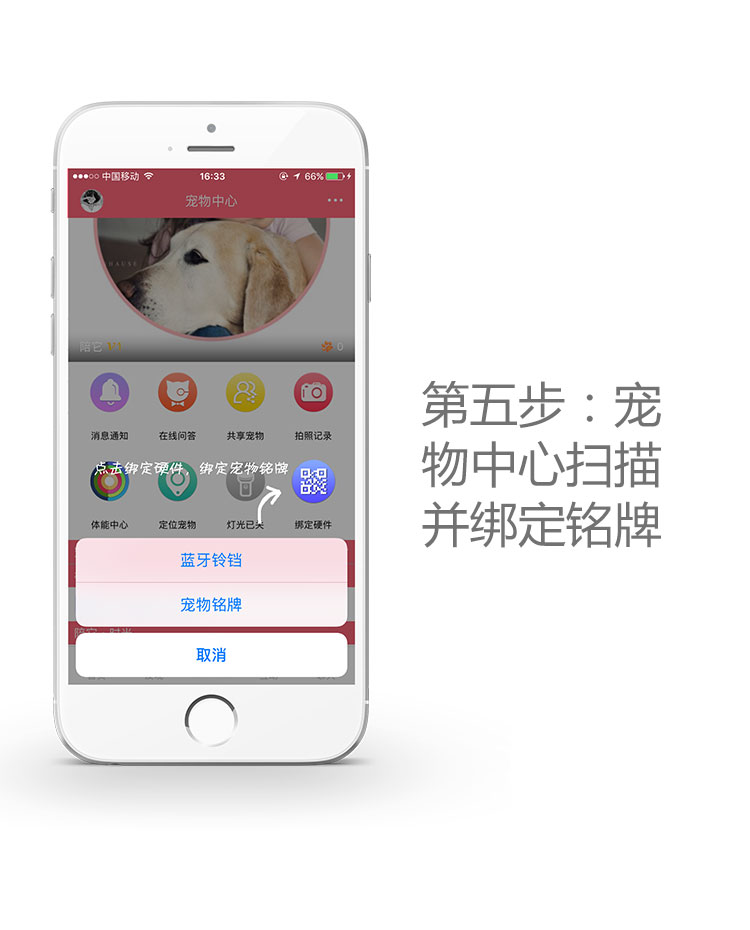 中国移动
16:33
66%
宠物中心
HAUSE
陪它
0
消息通知
在线问答
共享宠物
拍照记录
点击绑定硬件，绑定宠物铭牌
体能中心
定位宠物
灯光已关
绑定硬件
蓝牙铃铛
宠物铭牌
取消
第五步：宠
物中心扫描
并绑定铭牌